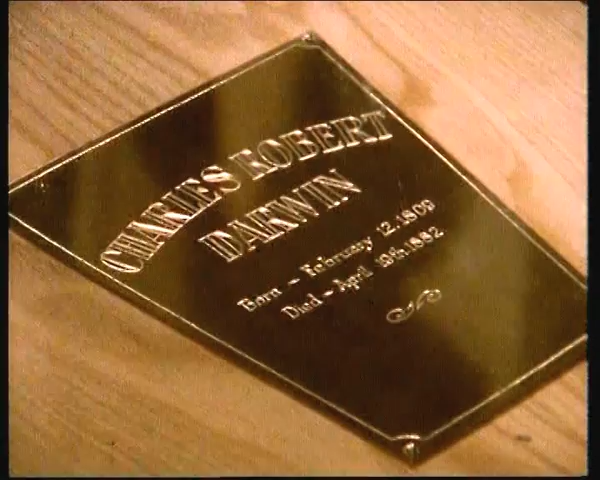 CHARLES ROBERT
DARWIN
Born - February 12.1809
Died - April 19th.1882